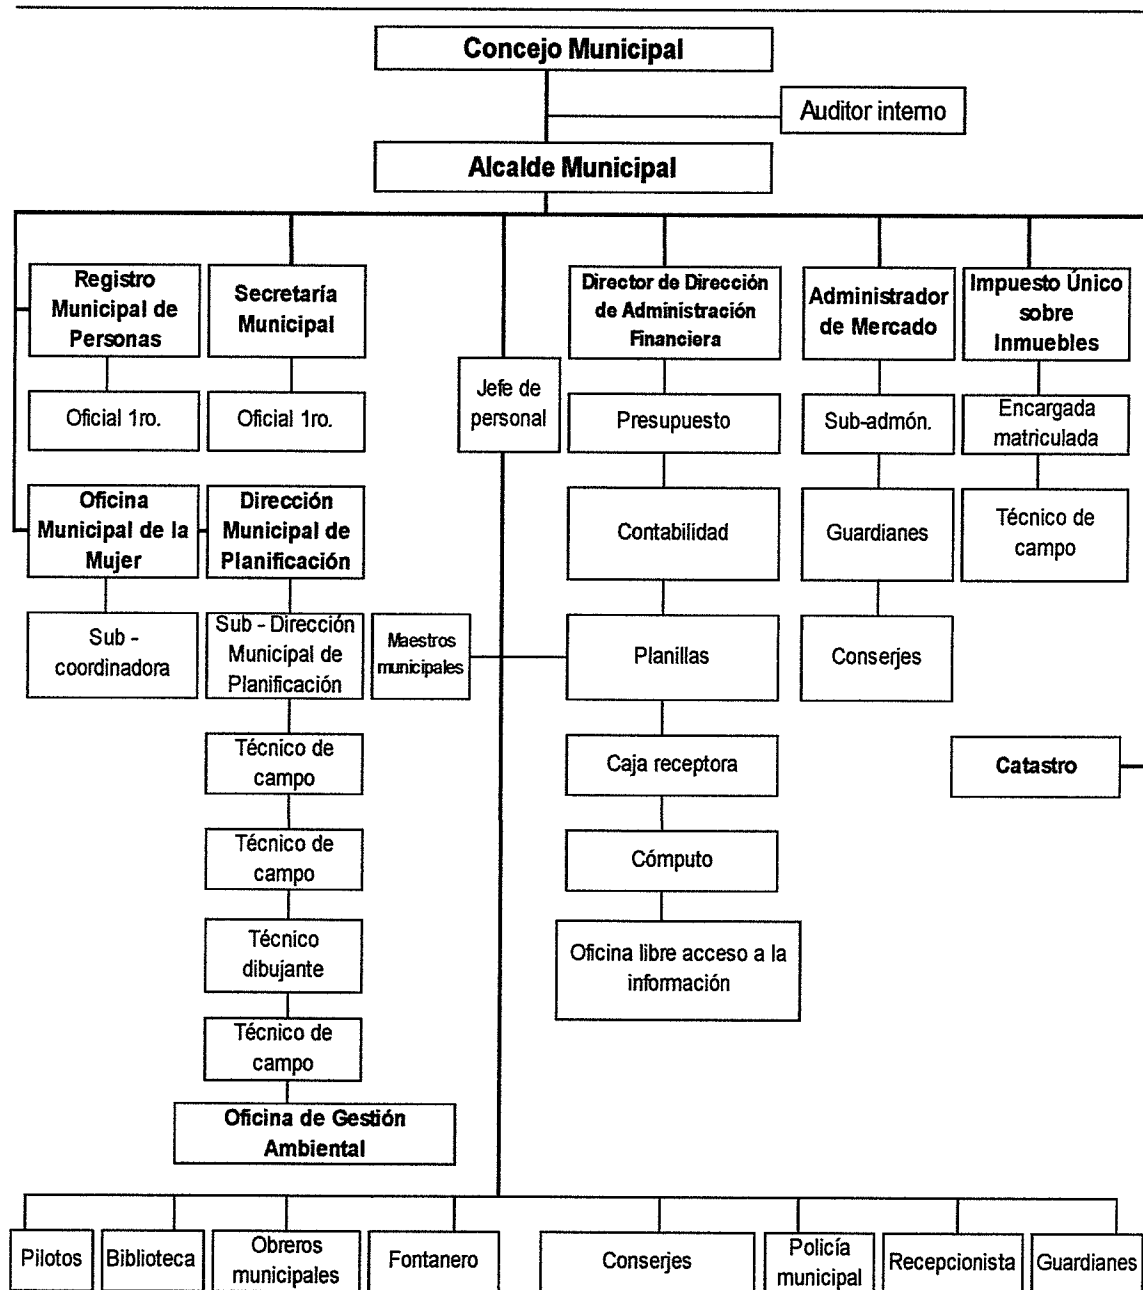 Concejo Municipal
Auditor interno
Alcalde Municipal
Registro
Municipal de
Personas
Secretaría
Municipal
Director de Dirección
de Administración
Financiera
Administrador
de Mercado
Impuesto Único
sobre
Inmuebles
Jefe de
personal
Oficial 1ro.
Oficial 1ro.
Presupuesto
Sub-admón.
Encargada
matriculada
Oficina
Municipal de la
Mujer
Dirección
Municipal de
Planificación
Contabilidad
Guardianes
Técnico de
campo
Sub -
coordinadora
Sub - Dirección
Municipal de
Planificación
Maestros
municipales
Planillas
Conserjes
Técnico de
campo
Caja receptora
Catastro
Técnico de
campo
Cómputo
Técnico
dibujante
Oficina libre acceso a la
información
Técnico de
campo
Oficina de Gestión
Ambiental
Pilotos
Biblioteca
Obreros
municipales
Fontanero
Conserjes
Policía
municipal
Recepcionista
Guardianes